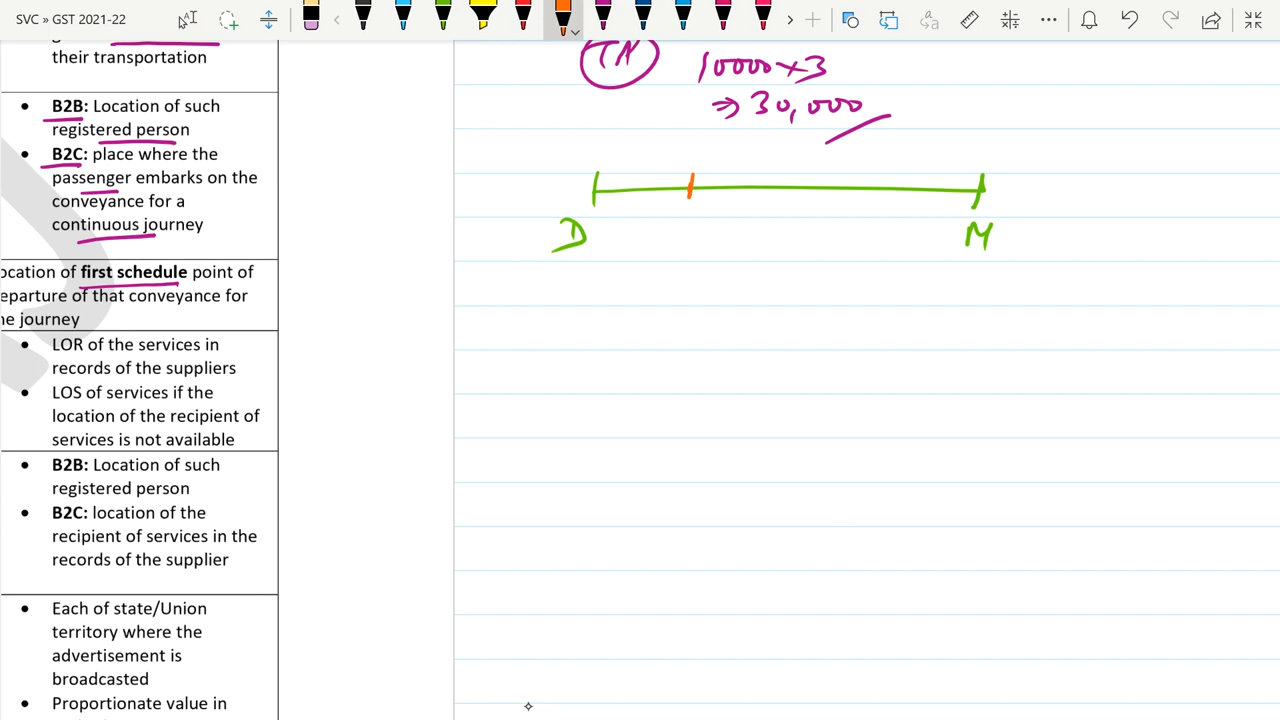 SVC » GST 2021-22
their transportation
B2B: Location of such
registered person
B2C: place where the
passenger embarks on the
conveyance for a
continuous journey
ocation of first schedule point of
eparture of that conveyance for
he journey
LOR of the services in
records of the suppliers
LOS of services if the
location of the recipient of
services is not available
B2B: Location of such
registered person
B2C: location of the
recipient of services in the
records of the supplier
Each of state/Union
territory where the
advertisement is
broadcasted
Proportionate value in
TN
10000 x 3
⇒ 30,000
D
M